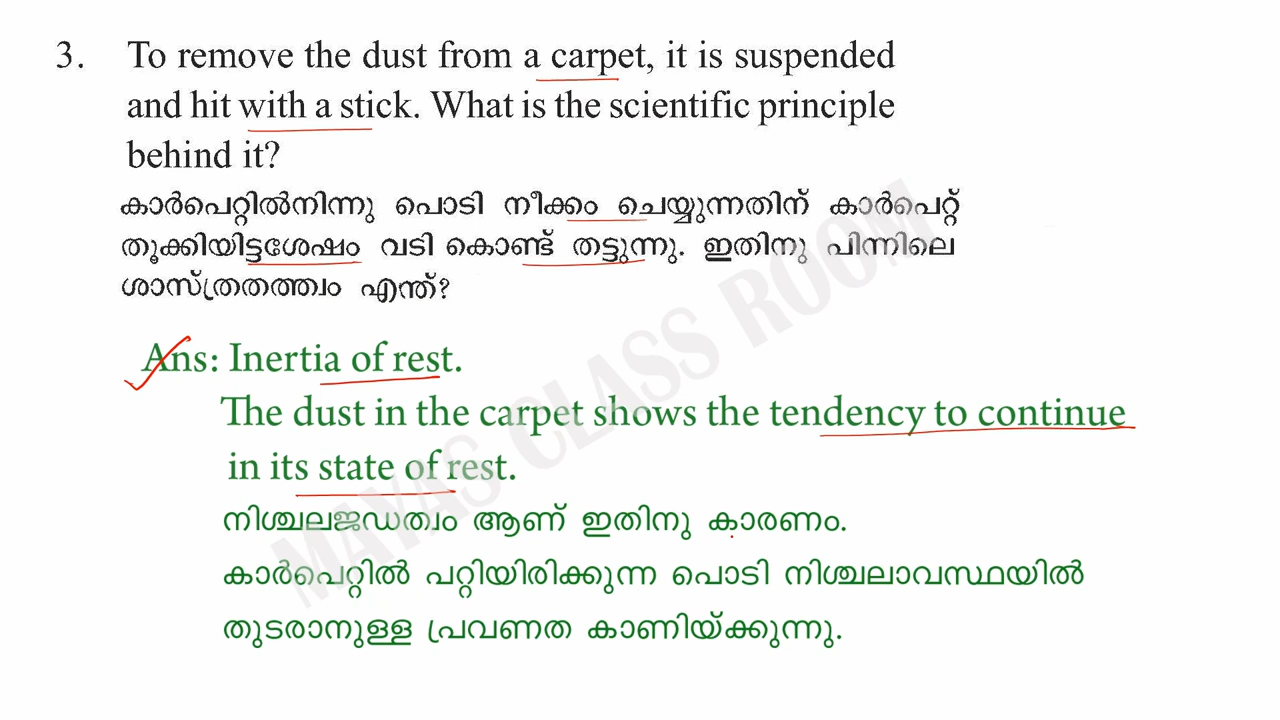 3. To remove the dust from a carpet, it is suspended
and hit with a stick. What is the scientific principle
behind it?
കാർപെറ്റിൽനിന്നു പൊടി നീക്കം ചെയ്യുന്നതിന് കാർപെറ്റ്
തൂക്കിയിട്ടശേഷം വടി കൊണ്ട് തട്ടുന്നു. ഇതിനു പിന്നിലെ
ശാസ്ത്രതത്ത്വം എന്ത്?
Ans: Inertia of rest.
The dust in the carpet shows the tendency to continue
in its state of rest.
നിശ്ചലജഡത്വം ആണ് ഇതിനു കാരണം.
കാർപെറ്റിൽ പറ്റിയിരിക്കുന്ന പൊടി നിശ്ചലാവസ്ഥയിൽ
തുടരാനുള്ള പ്രവണത കാണിയ്ക്കുന്നു.
MAYAS CLASS ROOM